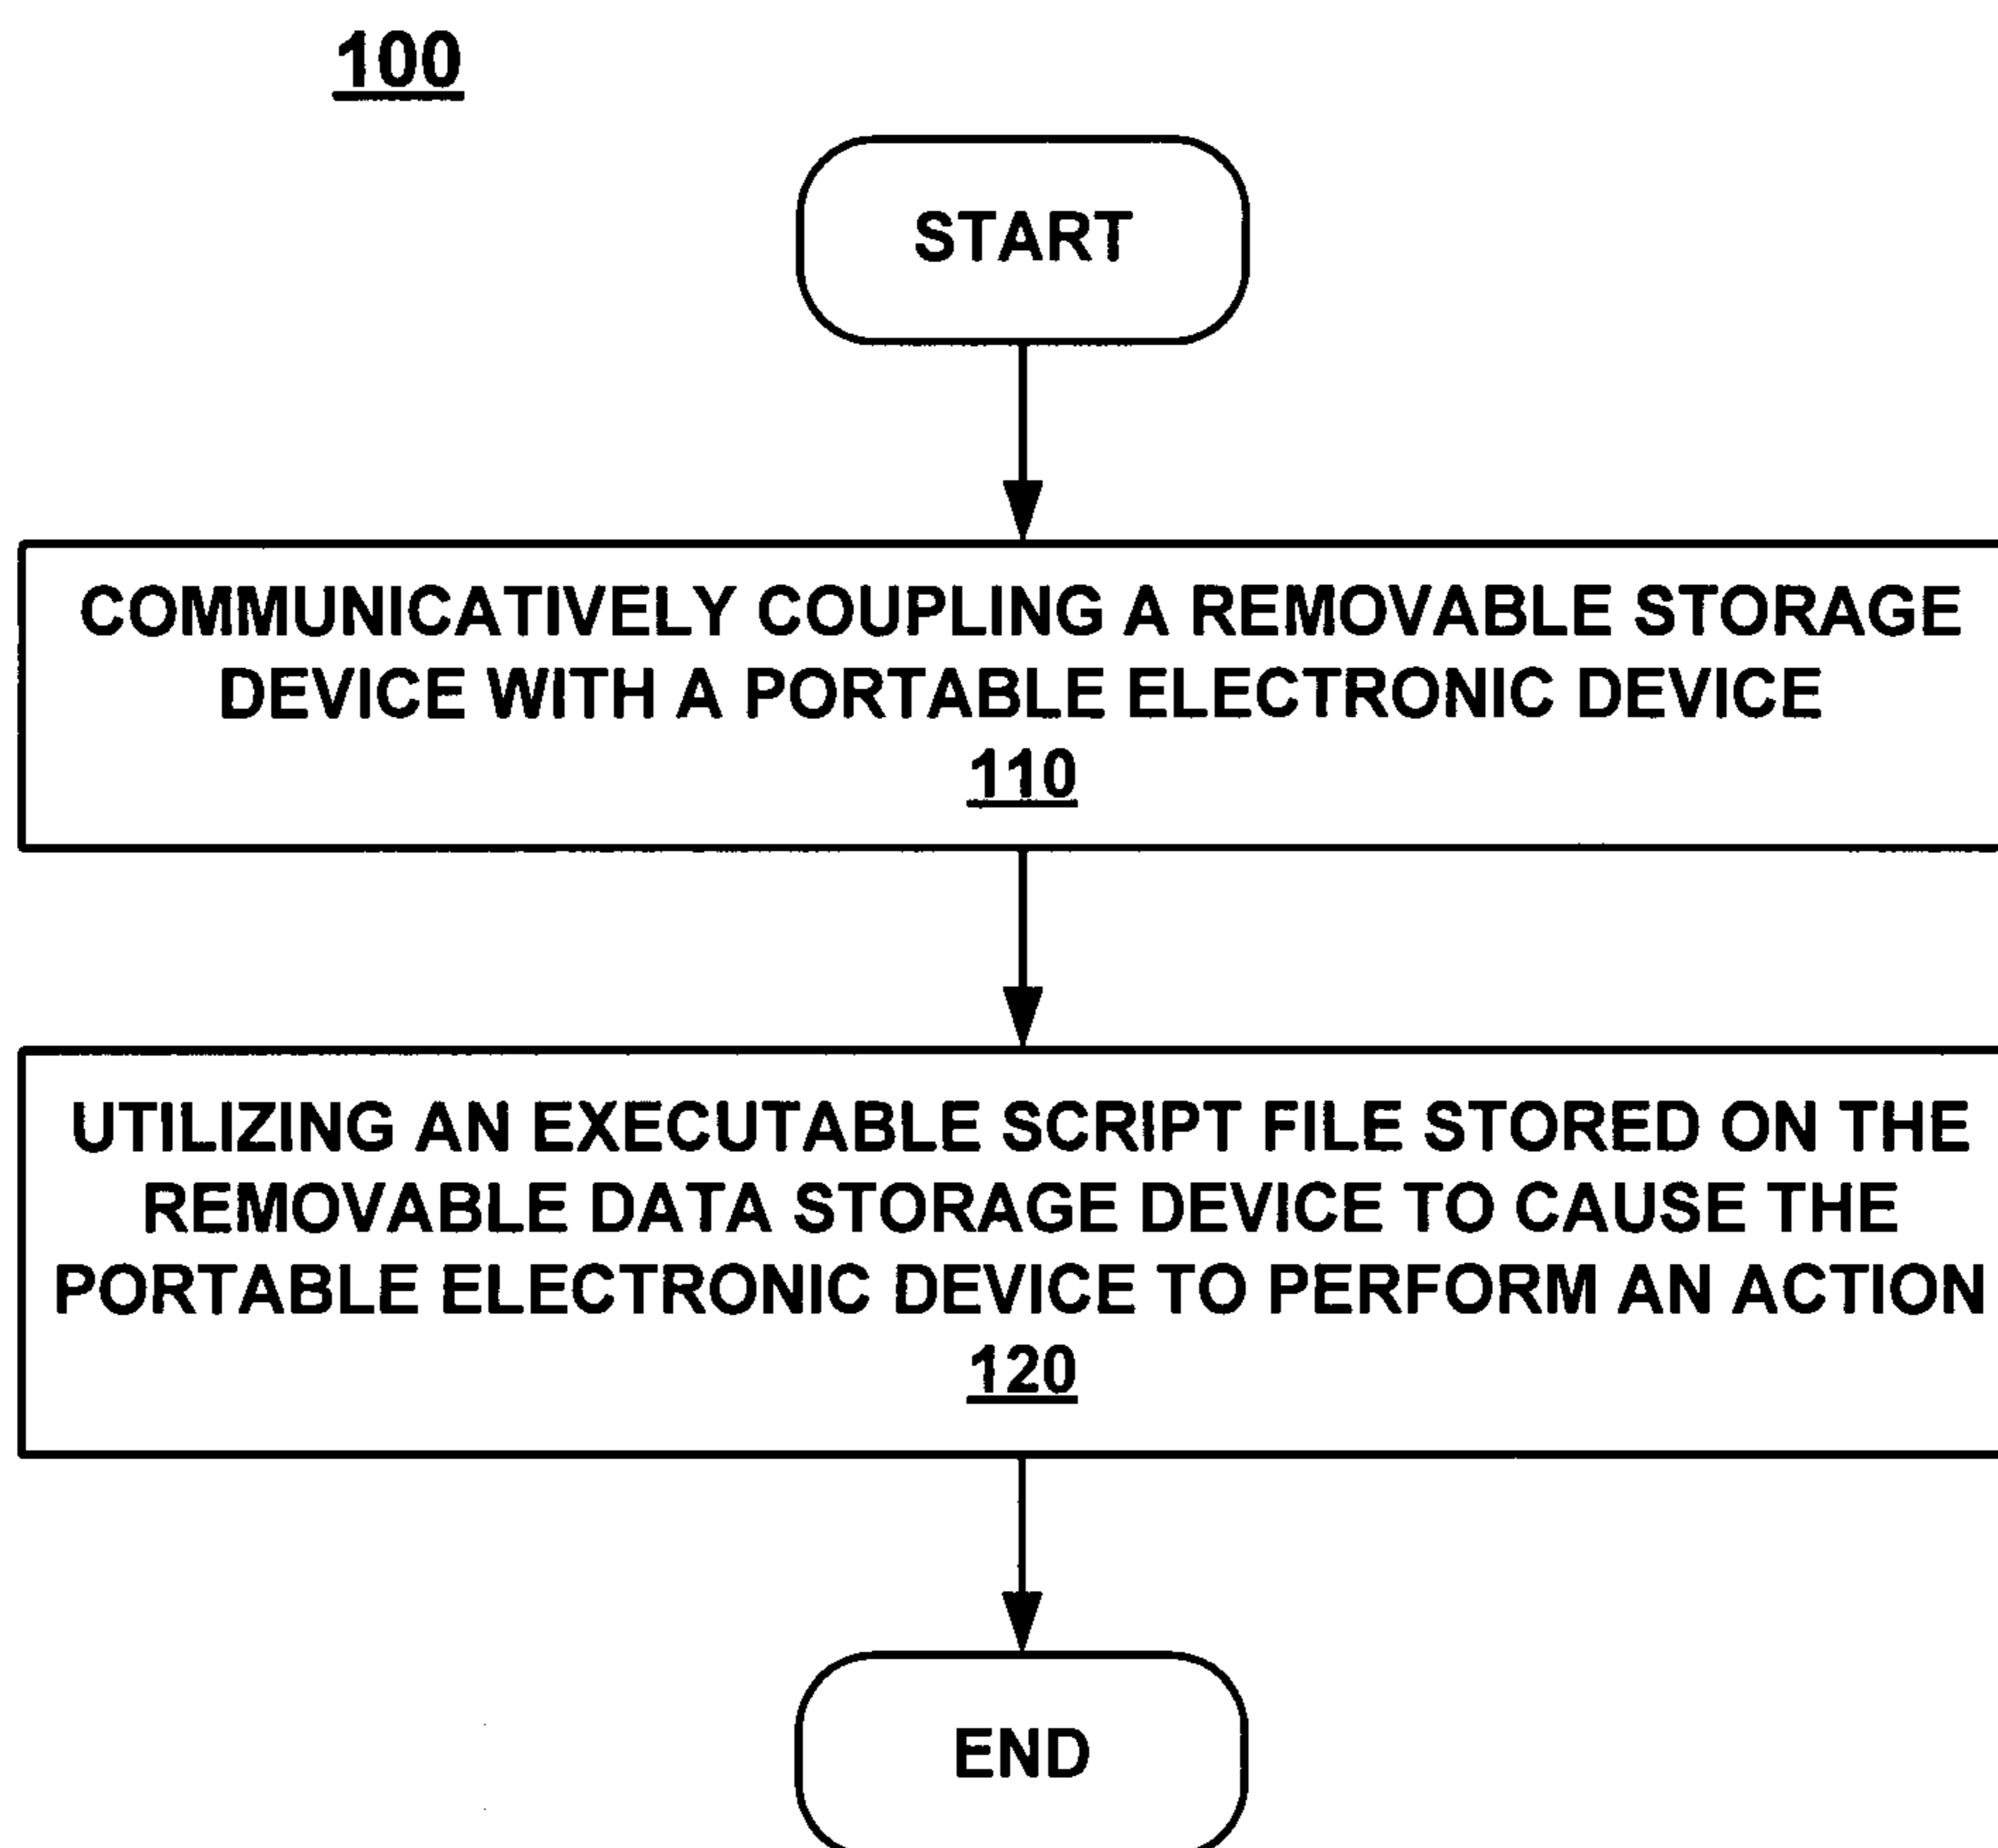 100
START
COMMUNICATIVELY COUPLING A REMOVABLE STORAGE
DEVICE WITH A PORTABLE ELECTRONIC DEVICE
110
UTILIZING AN EXECUTABLE SCRIPT FILE STORED ON THE
REMOVABLE DATA STORAGE DEVICE TO CAUSE THE
PORTABLE ELECTRONIC DEVICE TO PERFORM AN ACTION
120
END